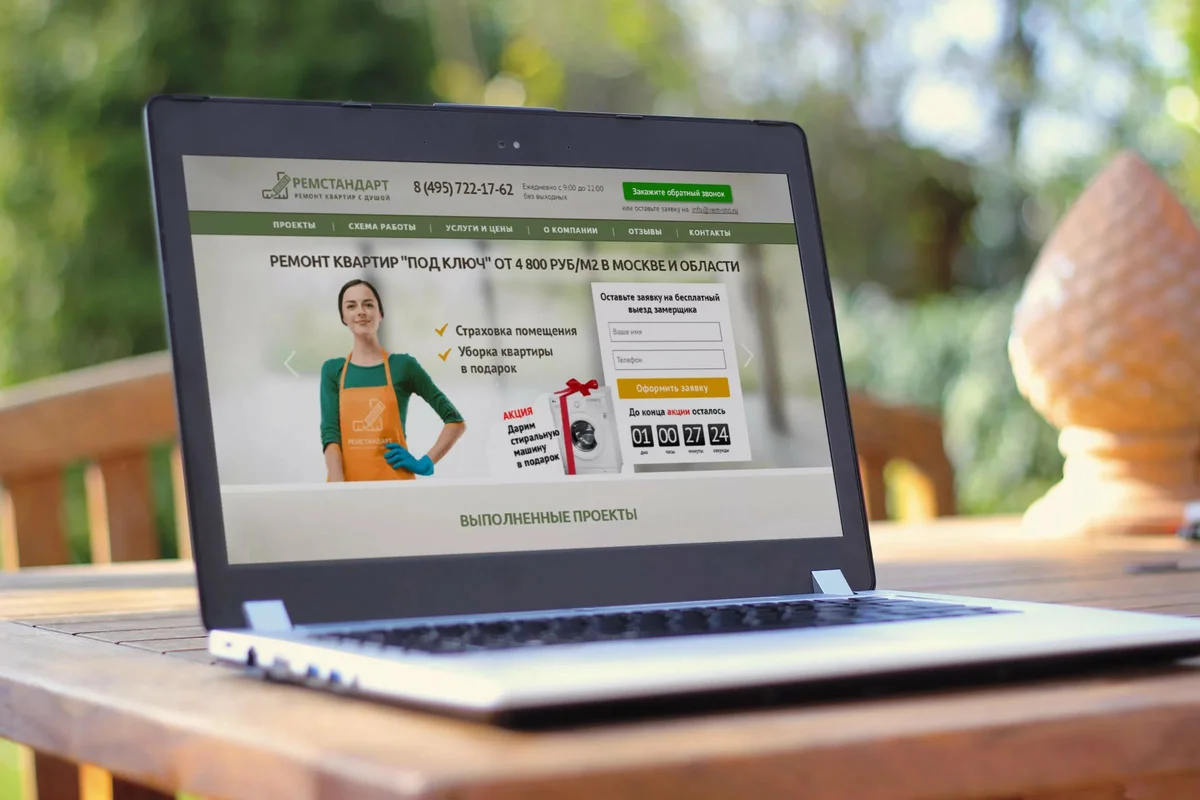 РЕМСТАНДАРТ
РЕМОНТ КВАРТИР С ДУШОЙ
8 (495) 722-17-62
Ежедневно с 9:00 до 22:00
без выходных
Закажите обратный звонок
или оставьте заявку на
ПРОЕКТЫ | СХЕМА РАБОТЫ | УСЛУГИ И ЦЕНЫ | О КОМПАНИИ | ОТЗЫВЫ | КОНТАКТЫ
РЕМОНТ КВАРТИР "ПОД КЛЮЧ" ОТ 4 800 РУБ/М2 В МОСКВЕ И ОБЛАСТИ
Страховка помещения
Уборка квартиры
в подарок
РЕМСТАНДАРТ
АКЦИЯ
Дарим
стиральную
машину
в подарок
Оставьте заявку на бесплатный
выезд замерщика
Ваше имя
Телефон
Оформить заявку
До конца акции осталось
01 00 27 24
дни часы минуты секунды
ВЫПОЛНЕННЫЕ ПРОЕКТЫ